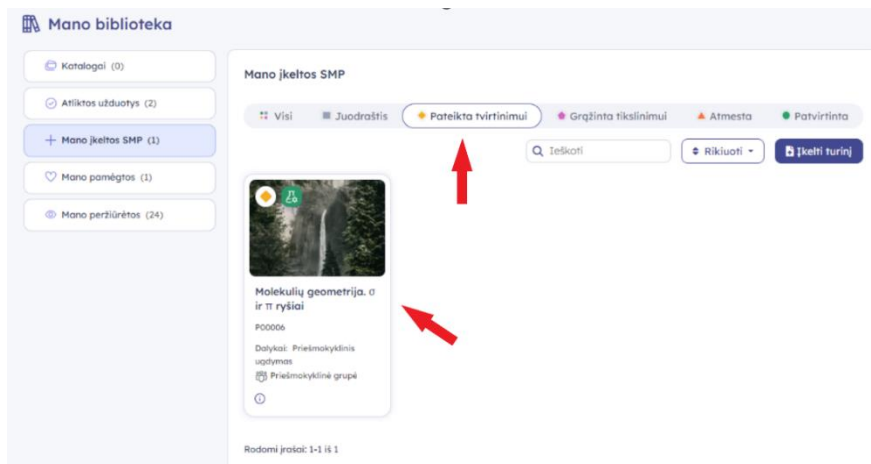 Mano biblioteka
Katalogai (0)
Atliktos užduotys (2)
Mano įkeltos SMP (1)
Mano pamėgtos (1)
Mano peržiūrėtos (24)
Mano įkeltos SMP
Visi Juodraštis Pateikta tvirtinimui Grąžinta tikslinimui Atmesta Patvirtinta
Ieškoti Rikiuoti Įkelti turinį
Molekulių geometrija. σ
ir π ryšiai
P00006
Dalykai: Priešmokyklinis
ugdymas
Priešmokyklinė grupė
Rodomi įrašai: 1-1 iš 1